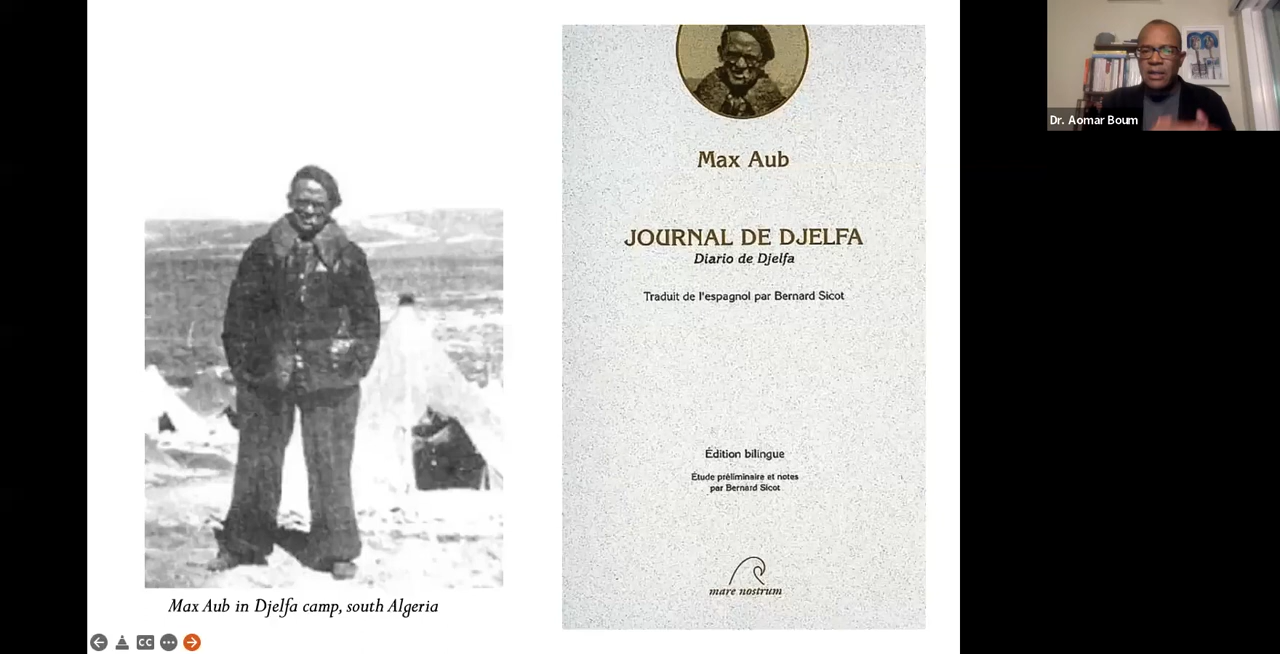 Max Aub in Djelfa camp, south Algeria
Max Aub
JOURNAL DE DJELFA
Diario de Djelfa
Traduit de l'espagnol par Bernard Sicot
Édition bilingue
Étude préliminaire et notes
par Bernard Sicot
mare nostrum
Dr. Aomar Boum
CC